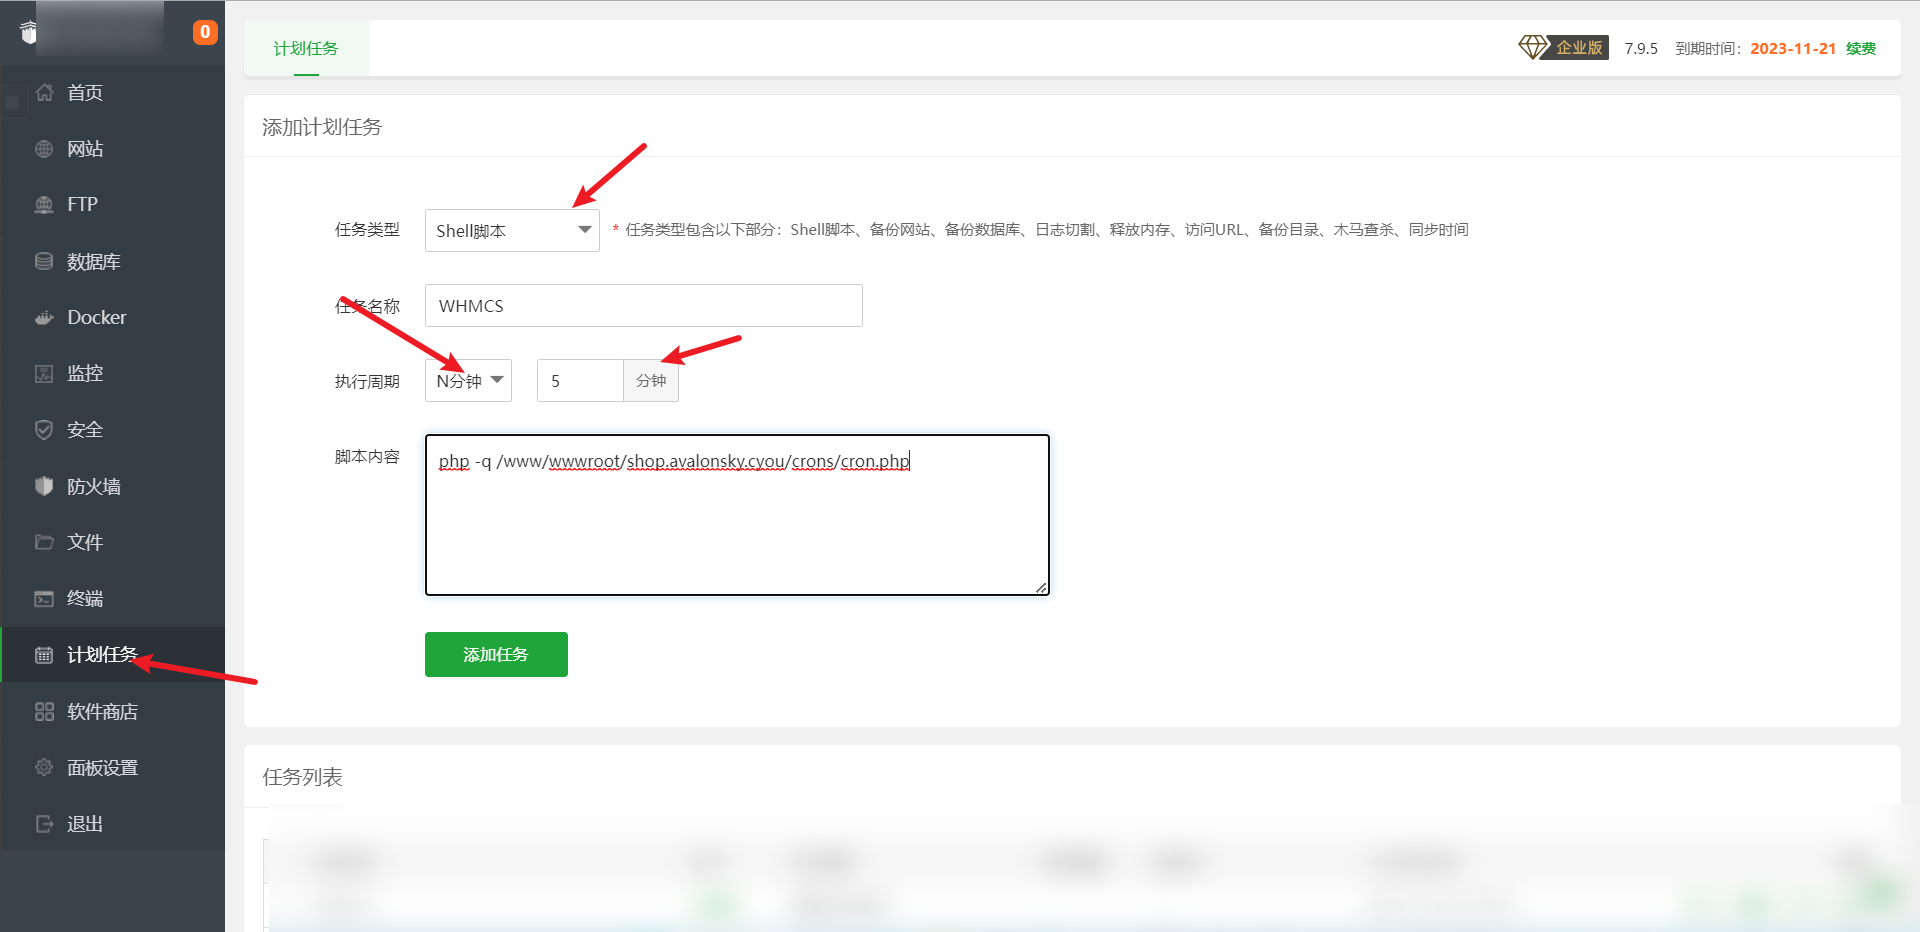 0
首页
网站
FTP
数据库
Docker
监控
安全
防火墙
文件
终端
计划任务
软件商店
面板设置
退出
计划任务
企业版 7.9.5 到期时间：2023-11-21 续费
添加计划任务
任务类型 Shell脚本 * 任务类型包含以下部分：Shell脚本、备份网站、备份数据库、日志切割、释放内存、访问URL、备份目录、木马查杀、同步时间
任务名称 WHMCS
执行周期 N分钟 5 分钟
脚本内容 php -q /www/wwwroot/shop.avalonsky.cyou/crons/cron.php
添加任务
任务列表